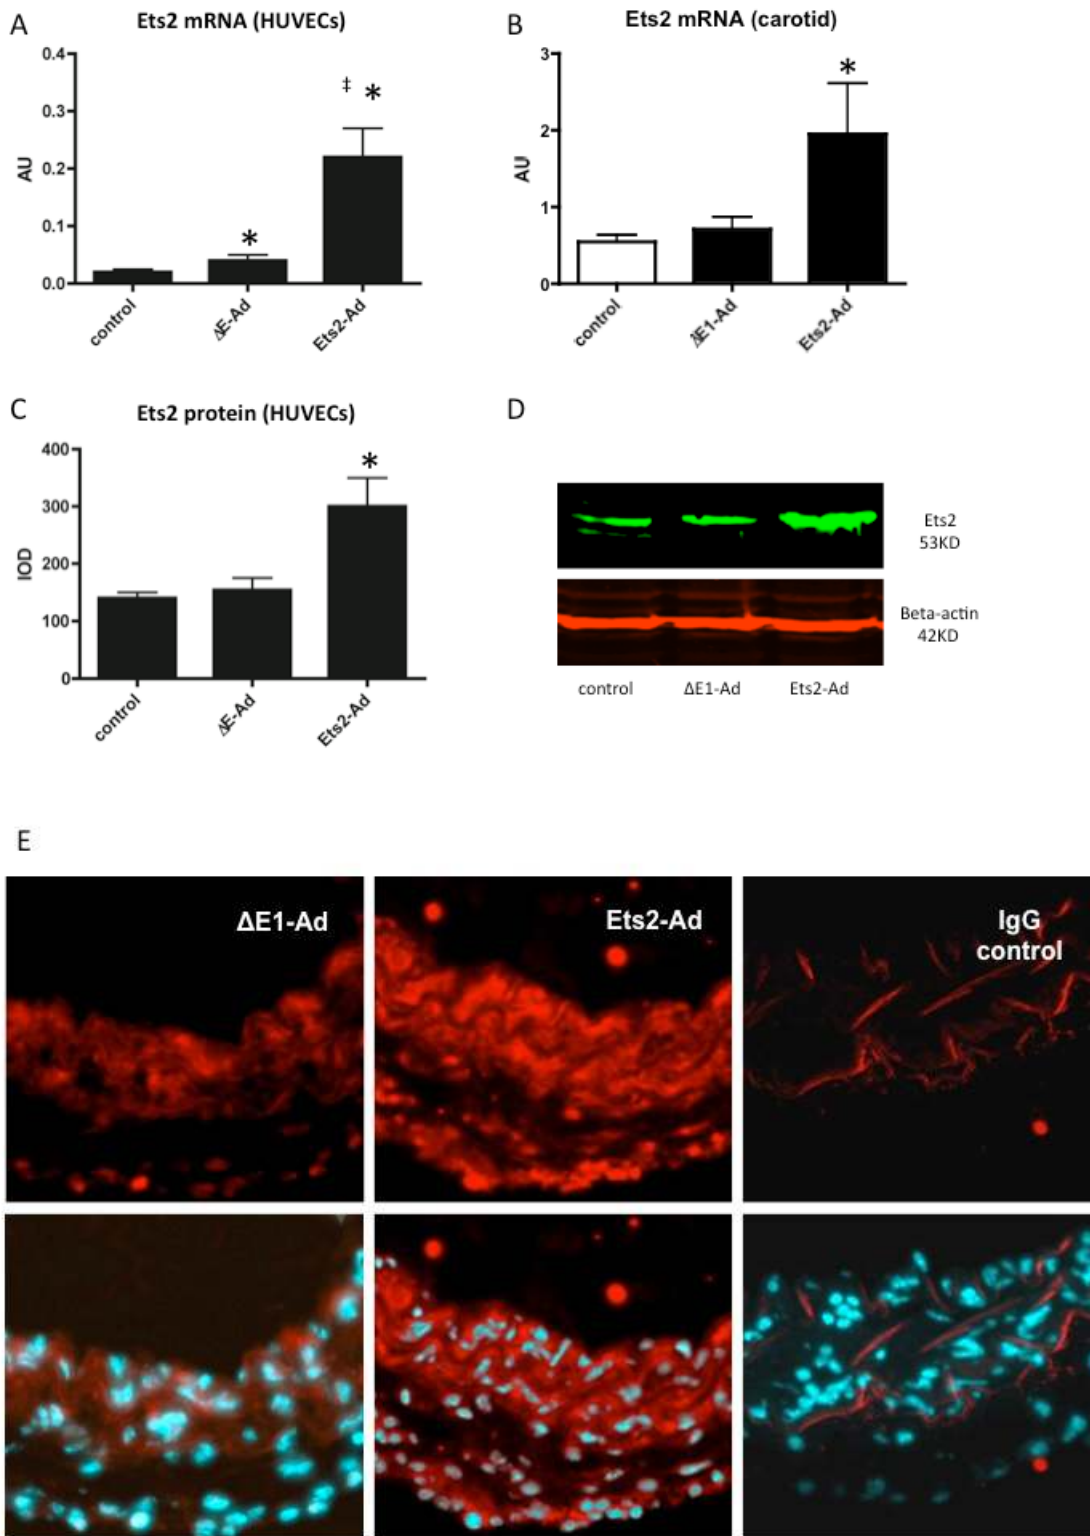 A
Ets2 mRNA (HUVECs)
0.4
0.3
0.2
0.1
0.0
AU
‡ *
*
control
ΔE-Ad
Ets2-Ad
B
Ets2 mRNA (carotid)
3
2
1
0
AU
*
control
ΔE1-Ad
Ets2-Ad
C
Ets2 protein (HUVECs)
400
300
200
100
0
IOD
*
control
ΔE-Ad
Ets2-Ad
D
Ets2
53KD
Beta-actin
42KD
control ΔE1-Ad Ets2-Ad
E
ΔE1-Ad
Ets2-Ad
IgG
control